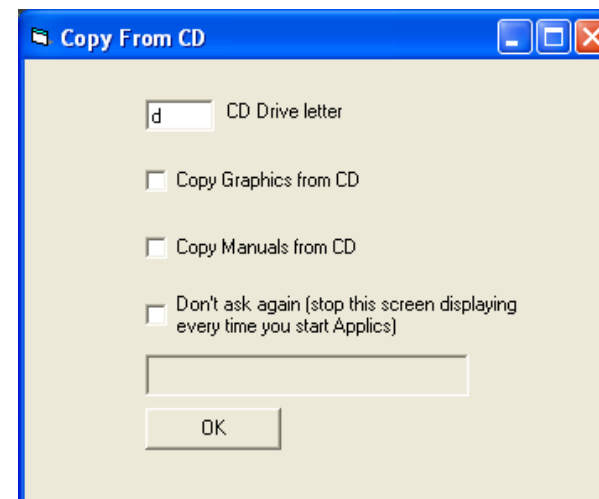 Copy From CD
d CD Drive letter
Copy Graphics from CD
Copy Manuals from CD
Don't ask again (stop this screen displaying
every time you start Applics)
OK